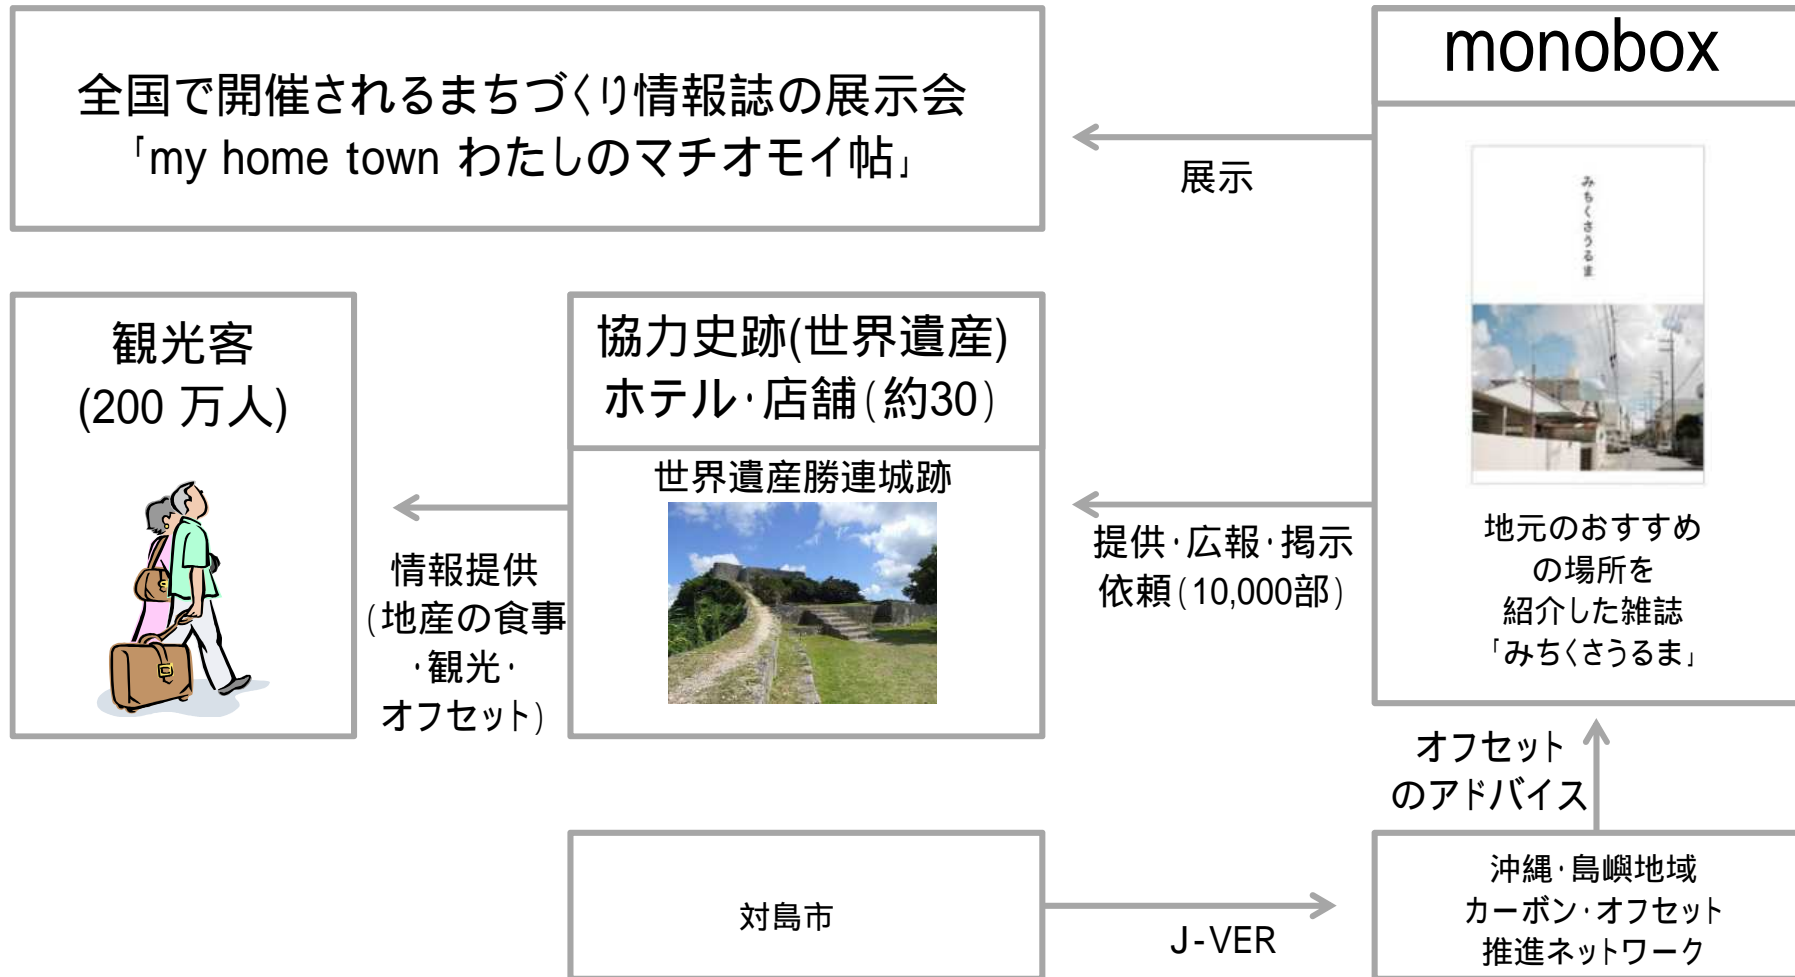 全国で開催されるまちづくり情報誌の展示会
「my home town わたしのマチオモイ帖」
展示
monobox
みちくさうるま
地元のおすすめ
の場所を
紹介した雑誌
「みちくさうるま」
観光客
(200 万人)
情報提供
(地産の食事
・観光・
オフセット)
協力史跡(世界遺産)
ホテル・店舗(約30)
世界遺産勝連城跡
提供・広報・掲示
依頼(10,000部)
オフセット
のアドバイス
対島市
J-VER
沖縄・島嶼地域
カーボン・オフセット
推進ネットワーク